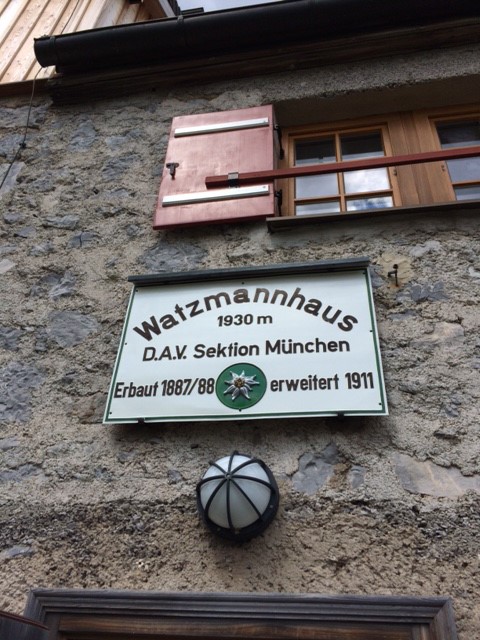 Watzmannhaus
1930 m
D.A.V. Sektion München
Erbaut 1887/88 erweitert 1911